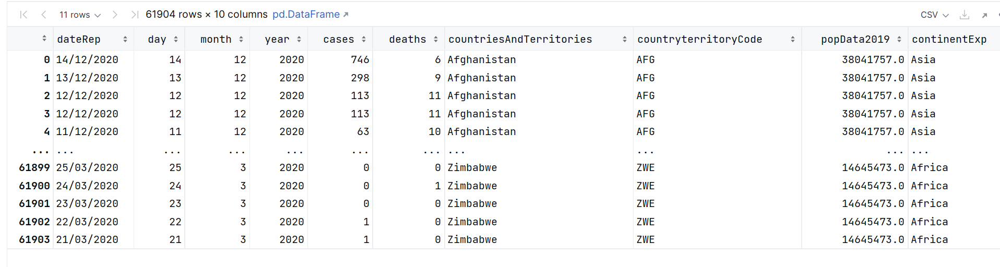 11 rows 61904 rows × 10 columns pd.DataFrame CSV
dateRep day month year cases deaths countriesAndTerritories countryterritoryCode popData2019 continentExp
0 14/12/2020 14 12 2020 746 6 Afghanistan AFG 38041757.0 Asia
1 13/12/2020 13 12 2020 298 9 Afghanistan AFG 38041757.0 Asia
2 12/12/2020 12 12 2020 113 11 Afghanistan AFG 38041757.0 Asia
3 12/12/2020 12 12 2020 113 11 Afghanistan AFG 38041757.0 Asia
4 11/12/2020 11 12 2020 63 10 Afghanistan AFG 38041757.0 Asia
... ... ... ... ... ... ... ... ... ... ...
61899 25/03/2020 25 3 2020 0 0 Zimbabwe ZWE 14645473.0 Africa
61900 24/03/2020 24 3 2020 0 1 Zimbabwe ZWE 14645473.0 Africa
61901 23/03/2020 23 3 2020 0 0 Zimbabwe ZWE 14645473.0 Africa
61902 22/03/2020 22 3 2020 1 0 Zimbabwe ZWE 14645473.0 Africa
61903 21/03/2020 21 3 2020 1 0 Zimbabwe ZWE 14645473.0 Africa